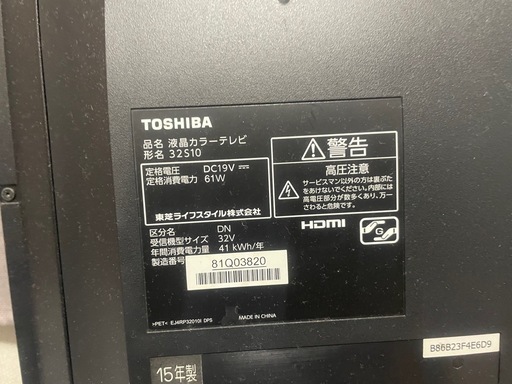 TOSHIBA
品名 液晶カラーテレビ
形名 32S10
定格電圧 DC19V
定格消費電力 61W
東芝ライフスタイル株式会社
警告
高圧注意
サービスマン以外の方は裏ぶたをあけないでください。内部には高電圧部分が数多くあり、万一さわると危険です。
HDMI
区分名 DN
受信機型サイズ 32V
年間消費電力量 41 kWh/年
製造番号
81Q03820
>PET< EJ4RP32010I DPS MADE IN CHINA
B86B23F4E6D9
15年製